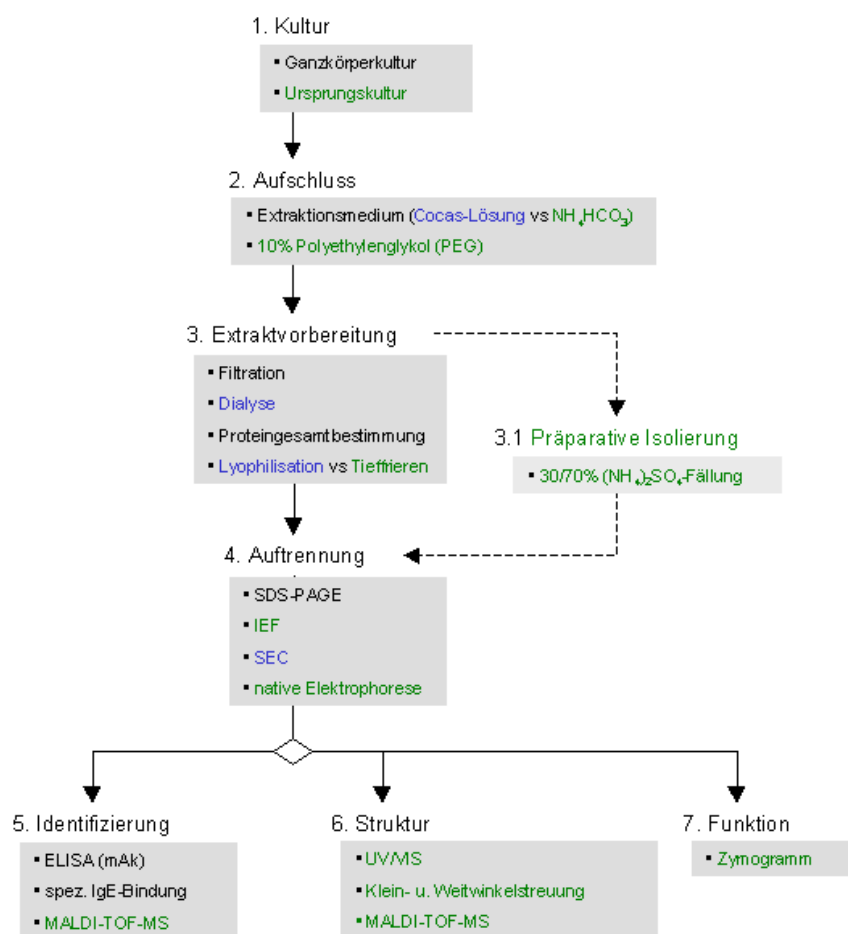 1. Kultur
▪ Ganzkörperkultur
▪ Ursprungskultur
2. Aufschluss
▪ Extraktionsmedium (Cocas-Lösung vs NH₄HCO₃)
▪ 10% Polyethylenglykol (PEG)
3. Extraktvorbereitung
▪ Filtration
▪ Dialyse
▪ Proteingesamtbestimmung
▪ Lyophilisation vs Tieffrieren
3.1 Präparative Isolierung
▪ 30/70% (NH₄)₂SO₄-Fällung
4. Auftrennung
▪ SDS-PAGE
▪ IEF
▪ SEC
▪ native Elektrophorese
5. Identifizierung
▪ ELISA (mAk)
▪ spez. IgE-Bindung
▪ MALDI-TOF-MS
6. Struktur
▪ UV/VIS
▪ Klein- u. Weitwinkelstreuung
▪ MALDI-TOF-MS
7. Funktion
▪ Zymogramm